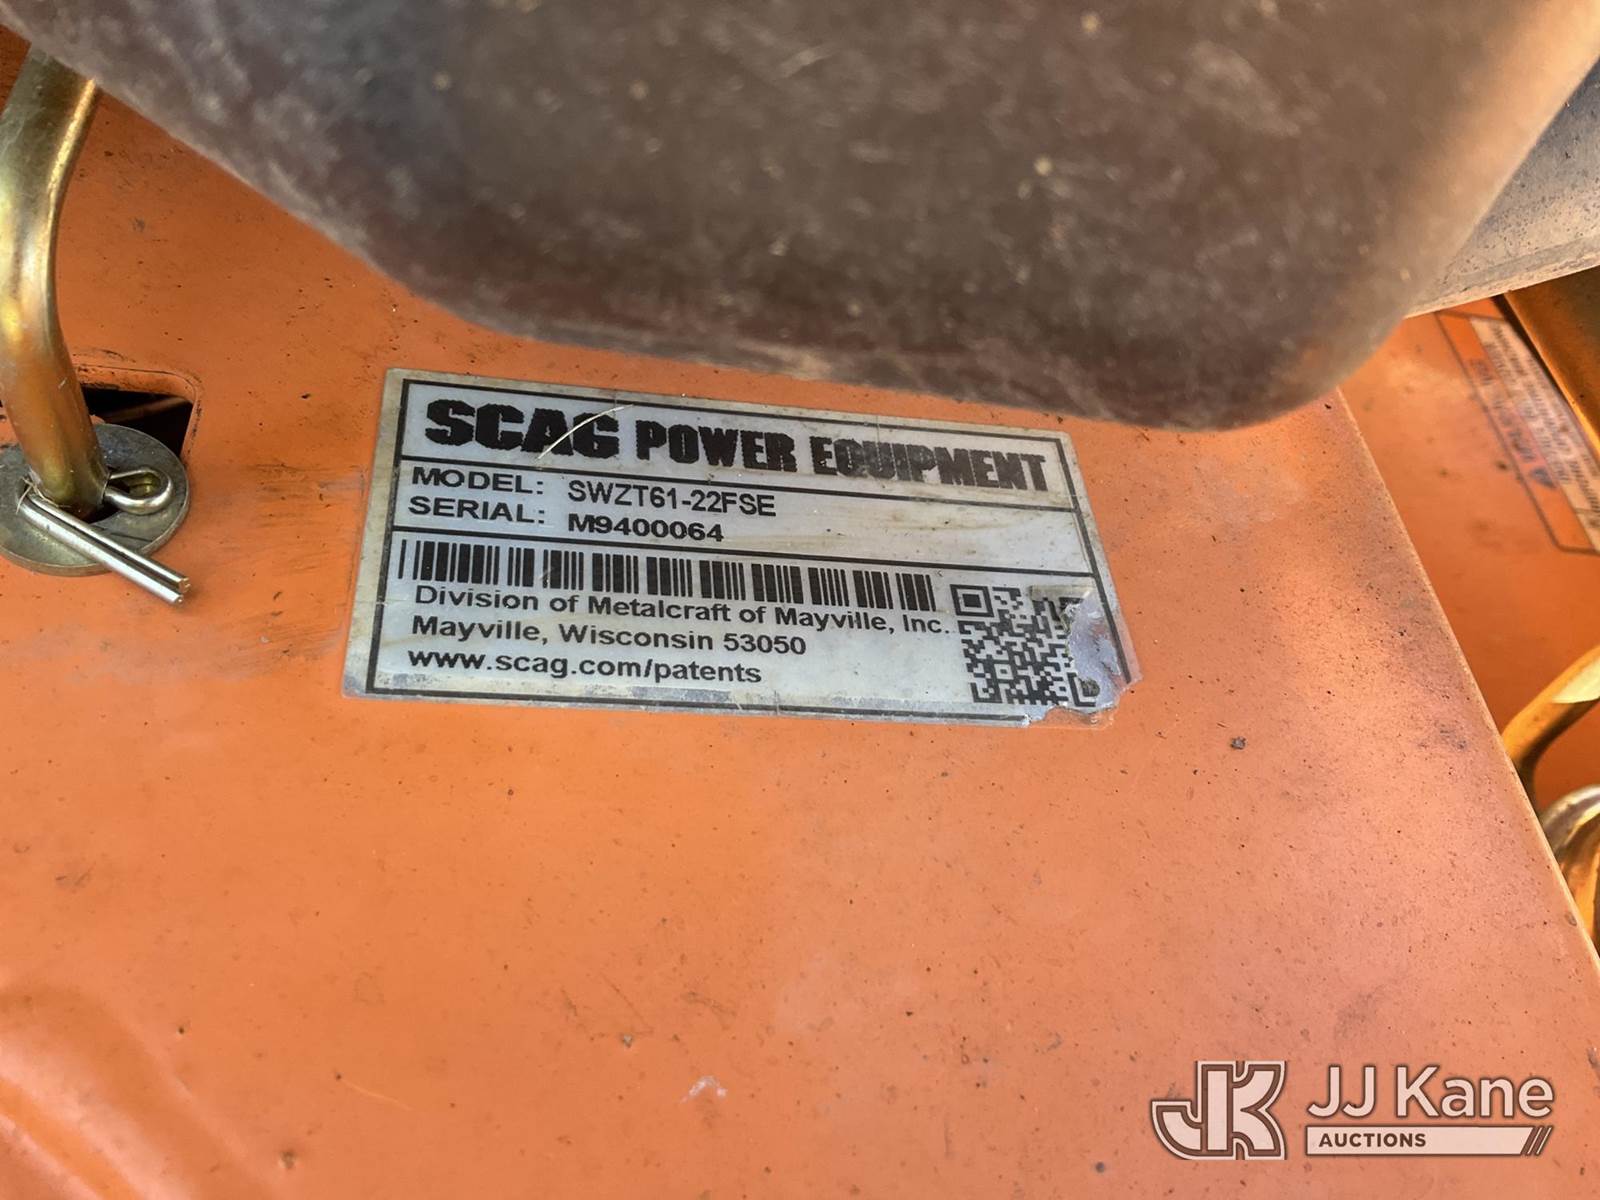 SCAG POWER EQUIPMENT
MODEL: SWZT61-22FSE
SERIAL: M9400064
Division of Metalcraft of Mayville, Inc.
Mayville, Wisconsin 53050
www.scag.com/patents
JK JJ Kane
AUCTIONS